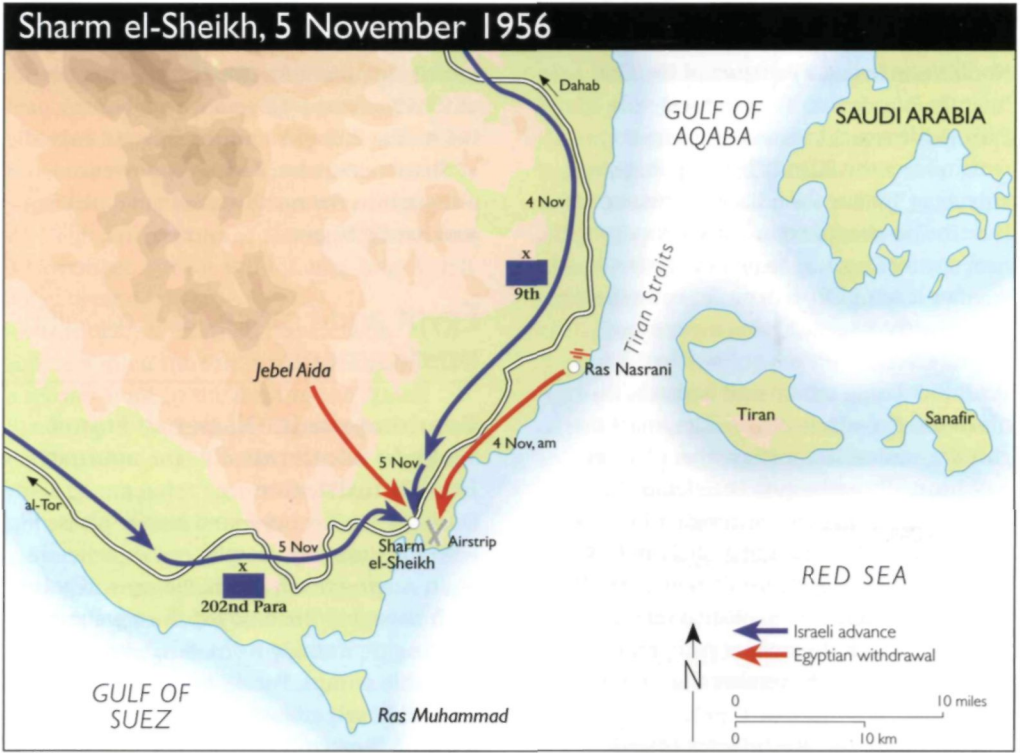 Sharm el-Sheikh, 5 November 1956
Dahab
GULF OF
AQABA
SAUDI ARABIA
4 Nov
x
9th
Tiran Straits
Jebel Aida
Ras Nasrani
Tiran
Sanafir
4 Nov, am
5 Nov
al-Tor
5 Nov
Sharm
el-Sheikh
Airstrip
x
202nd Para
RED SEA
N
Israeli advance
Egyptian withdrawal
GULF OF
SUEZ
Ras Muhammad
0
10 miles
0
10 km